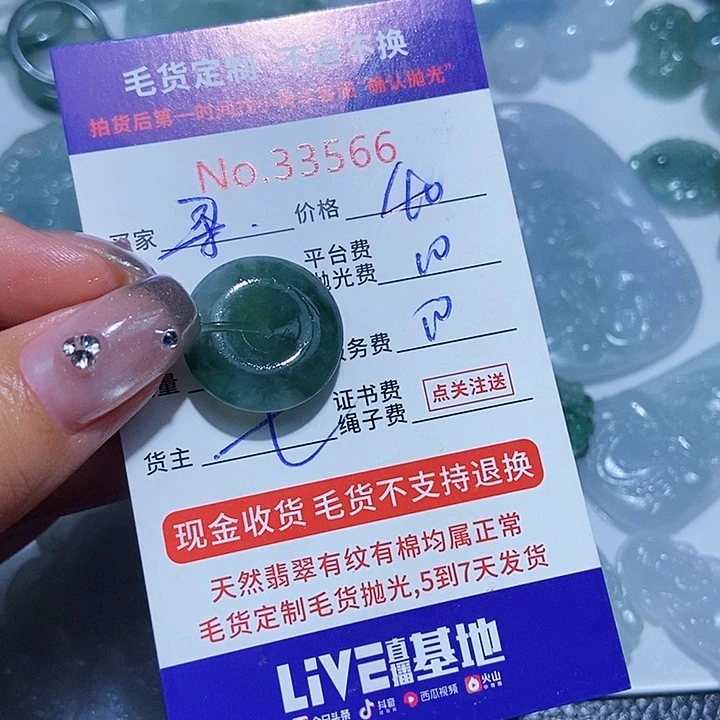 毛货定制 不退不换
拍货后第一时间 "确认抛光"
No.33566
买家 价格 40
平台费
抛光费 10
务费 10
量
证书费
绳子费 点关注送
货主 七
现金收货 毛货不支持退换
天然翡翠有纹有棉均属正常
毛货定制毛货抛光,5到7天发货
LiVE直播基地
今日头条 抖音 西瓜视频 火山